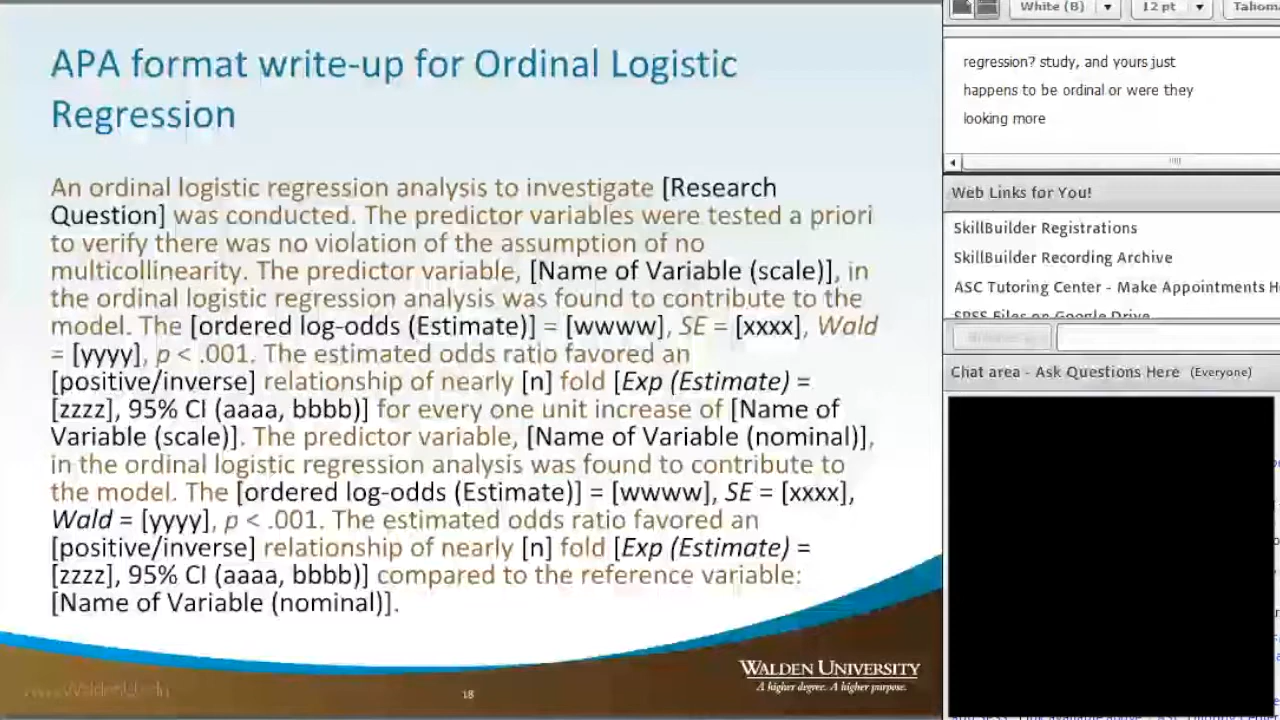 APA format write-up for Ordinal Logistic
Regression
An ordinal logistic regression analysis to investigate [Research
Question] was conducted. The predictor variables were tested a priori
to verify there was no violation of the assumption of no
multicollinearity. The predictor variable, [Name of Variable (scale)], in
the ordinal logistic regression analysis was found to contribute to the
model. The [ordered log-odds (Estimate)] = [wwww], SE = [xxxx], Wald
= [yyyy], p < .001. The estimated odds ratio favored an
[positive/inverse] relationship of nearly [n] fold [Exp (Estimate) =
[zzzz], 95% CI (aaaa, bbbb)] for every one unit increase of [Name of
Variable (scale)]. The predictor variable, [Name of Variable (nominal)],
in the ordinal logistic regression analysis was found to contribute to
the model. The [ordered log-odds (Estimate)] = [wwww], SE = [xxxx],
Wald = [yyyy], p < .001. The estimated odds ratio favored an
[positive/inverse] relationship of nearly [n] fold [Exp (Estimate) =
[zzzz], 95% CI (aaaa, bbbb)] compared to the reference variable:
[Name of Variable (nominal)].
18
WALDEN UNIVERSITY
A higher degree. A higher purpose.
White (B)
12 pt
Tahoma
regression? study, and yours just
happens to be ordinal or were they
looking more
Web Links for You!
SkillBuilder Registrations
SkillBuilder Recording Archive
ASC Tutoring Center - Make Appointments
SPSS Files on Google Drive
Chat area - Ask Questions Here (Everyone)